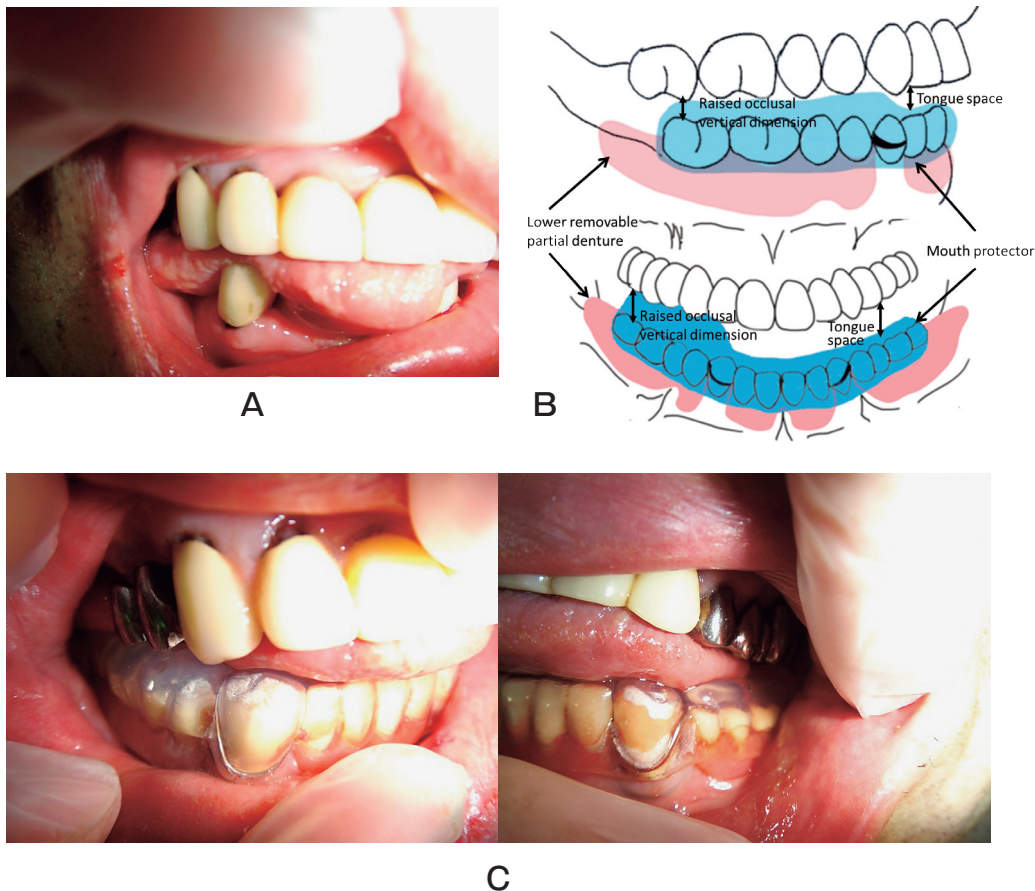 Raised occlusal
vertical dimension
Tongue space
Lower removable
partial denture
Mouth protector
Raised occlusal
vertical dimension
Tongue
space
A
B
C